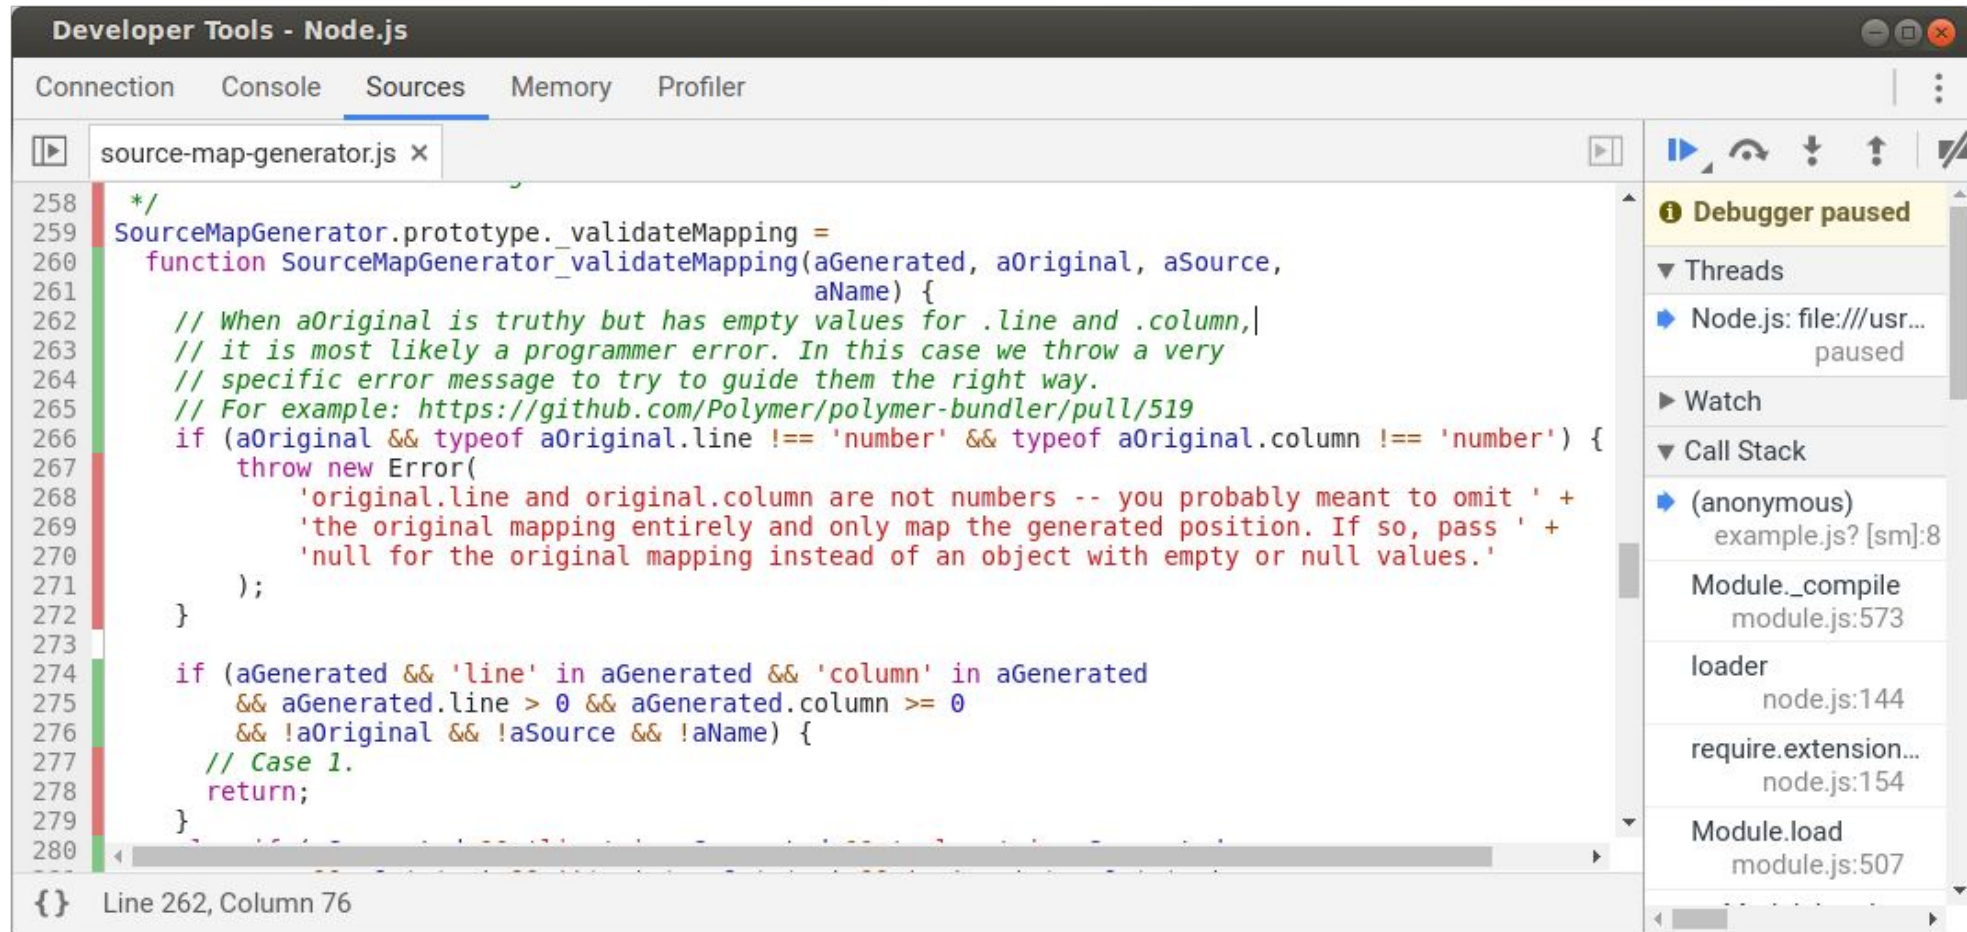 Developer Tools - Node.js
Connection Console Sources Memory Profiler
source-map-generator.js ×
258 */
259 SourceMapGenerator.prototype._validateMapping =
260 function SourceMapGenerator_validateMapping(aGenerated, aOriginal, aSource,
261 aName) {
262 // When aOriginal is truthy but has empty values for .line and .column,
263 // it is most likely a programmer error. In this case we throw a very
264 // specific error message to try to guide them the right way.
265 // For example: https://github.com/Polymer/polymer-bundler/pull/519
266 if (aOriginal && typeof aOriginal.line !== 'number' && typeof aOriginal.column !== 'number') {
267 throw new Error(
268 'original.line and original.column are not numbers -- you probably meant to omit ' +
269 'the original mapping entirely and only map the generated position. If so, pass ' +
270 'null for the original mapping instead of an object with empty or null values.'
271 );
272 }
273
274 if (aGenerated && 'line' in aGenerated && 'column' in aGenerated
275 && aGenerated.line > 0 && aGenerated.column >= 0
276 && !aOriginal && !aSource && !aName) {
277 // Case 1.
278 return;
279 }
280
{} Line 262, Column 76
Debugger paused
Threads
Node.js: file:///usr...
paused
Watch
Call Stack
(anonymous)
example.js? [sm]:8
Module._compile
module.js:573
loader
node.js:144
require.extension...
node.js:154
Module.load
module.js:507